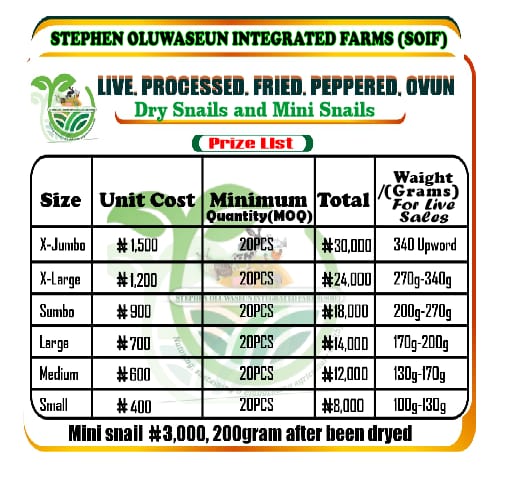 STEPHEN OLUWASEUN INTEGRATED FARMS (SOIF)
LIVE, PROCESSED, FRIED, PEPPERED, OVUN
Dry Snails and Mini Snails
Prize List
Size Unit Cost Minimum Quantity(MOQ) Total Waight /(Grams) For Live Sales
X-Jumbo ₦1,500 20PCS ₦30,000 340 Upword
X-Large ₦1,200 20PCS ₦24,000 270g-340g
STEPHEN OLUWASEUN INTEGRATED FARMS
Sumbo ₦900 20PCS ₦18,000 200g-270g
Large ₦700 20PCS ₦14,000 170g-200g
Medium ₦600 20PCS ₦12,000 130g-170g
Small ₦400 20PCS ₦8,000 100g-130g
Mini snail ₦3,000, 200gram after been dryed